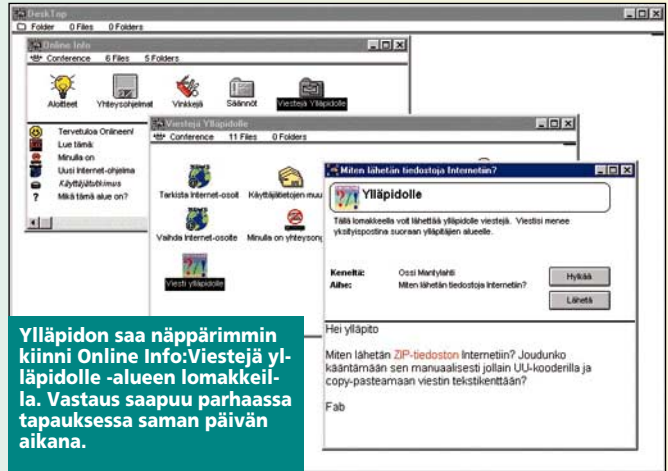 DeskTop
Folder 0 Files 0 Folders
Online Info
Conference 6 Files 5 Folders
Aloitteet Yhteysohjelmat Vinkkejä Säännöt Viestejä Ylläpidolle
Tervetuloa Onlineen!
Lue tämä:
Minulla on
Uusi Internet-ohjelma
Käyttäjätutkimus
Mikä tämä alue on?
Viestejä Ylläpidolle
Conference 11 Files 0 Folders
Tarkista Internet-osoit Käyttäjätietojen muu
Vaihda Internet-osoite Minulla on yhteysong
Viesti ylläpidolle
Miten lähetän tiedostoja Internetiin?
Ylläpidolle
Tällä lomakkeella voit lähettää ylläpidolle viestejä. Viestisi menee
yksityispostina suoraan ylläpitäjien alueelle.
Keneltä: Ossi Mantylahti
Aihe: Miten lähetän tiedostoja Internetiin?
Hylkää
Lähetä
Hei ylläpito
Miten lähetän ZIP-tiedoston Internetiin? Joudunko
kääntämään sen manuaalisesti jollain UU-kooderilla ja
copy-pasteamaan viestin tekstikenttään?
Fab
Ylläpidon saa näppärimmin
kiinni Online Info:Viestejä yl-
läpidolle -alueen lomakkeil-
la. Vastaus saapuu parhaassa
tapauksessa saman päivän
aikana.